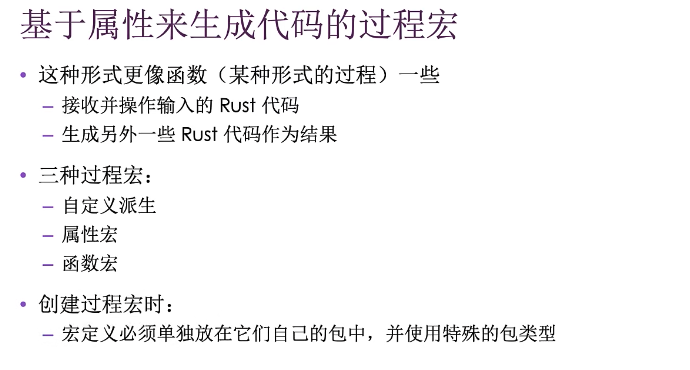 基于属性来生成代码的过程宏
• 这种形式更像函数（某种形式的过程）一些
– 接收并操作输入的 Rust 代码
– 生成另外一些 Rust 代码作为结果
• 三种过程宏：
– 自定义派生
– 属性宏
– 函数宏
• 创建过程宏时：
– 宏定义必须单独放在它们自己的包中，并使用特殊的包类型